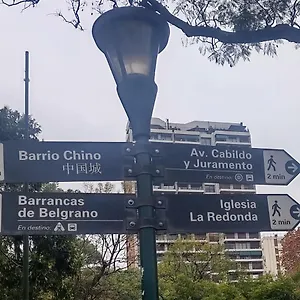 Barrio Chino
中国城
en destino
Av. Cabildo
y Juramento
en destino
2 min
Barrancas
de Belgrano
en destino
Iglesia
La Redonda
2 min